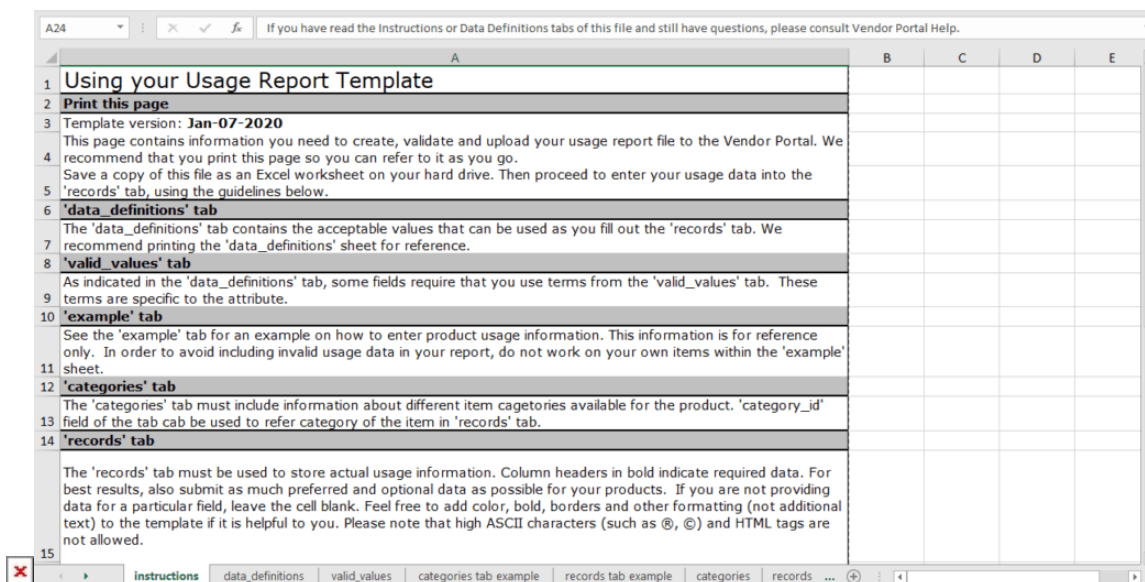 A24
fx
If you have read the Instructions or Data Definitions tabs of this file and still have questions, please consult Vendor Portal Help.
A B C D E
1 Using your Usage Report Template
2 Print this page
3 Template version: Jan-07-2020
This page contains information you need to create, validate and upload your usage report file to the Vendor Portal. We
4 recommend that you print this page so you can refer to it as you go.
Save a copy of this file as an Excel worksheet on your hard drive. Then proceed to enter your usage data into the
5 'records' tab, using the guidelines below.
6 'data_definitions' tab
The 'data_definitions' tab contains the acceptable values that can be used as you fill out the 'records' tab. We
7 recommend printing the 'data_definitions' sheet for reference.
8 'valid_values' tab
As indicated in the 'data_definitions' tab, some fields require that you use terms from the 'valid_values' tab. These
9 terms are specific to the attribute.
10 'example' tab
See the 'example' tab for an example on how to enter product usage information. This information is for reference
only. In order to avoid including invalid usage data in your report, do not work on your own items within the 'example'
11 sheet.
12 'categories' tab
The 'categories' tab must include information about different item cagetories available for the product. 'category_id'
13 field of the tab cab be used to refer category of the item in 'records' tab.
14 'records' tab
The 'records' tab must be used to store actual usage information. Column headers in bold indicate required data. For
best results, also submit as much preferred and optional data as possible for your products. If you are not providing
data for a particular field, leave the cell blank. Feel free to add color, bold, borders and other formatting (not additional
text) to the template if it is helpful to you. Please note that high ASCII characters (such as ®, ©) and HTML tags are
not allowed.
15
instructions data_definitions valid_values categories tab example records tab example categories records ...